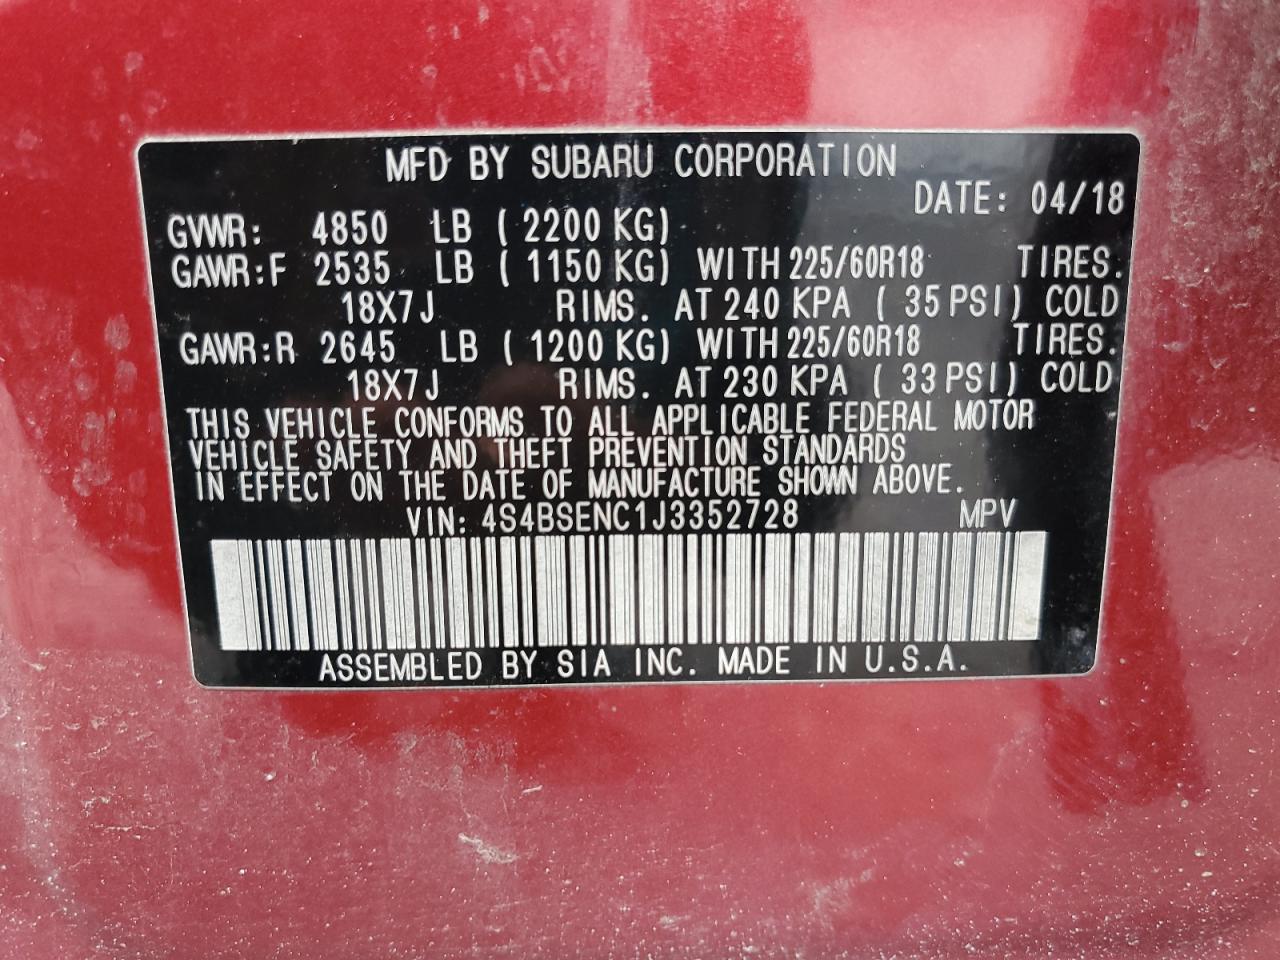 MFD BY SUBARU CORPORATION
DATE: 04/18
GVWR: 4850 LB ( 2200 KG)
GAWR:F 2535 LB ( 1150 KG) WITH 225/60R18 TIRES.
18X7J RIMS. AT 240 KPA ( 35 PSI) COLD
GAWR:R 2645 LB ( 1200 KG) WITH 225/60R18 TIRES.
18X7J RIMS. AT 230 KPA ( 33 PSI) COLD
THIS VEHICLE CONFORMS TO ALL APPLICABLE FEDERAL MOTOR
VEHICLE SAFETY AND THEFT PREVENTION STANDARDS
IN EFFECT ON THE DATE OF MANUFACTURE SHOWN ABOVE.
VIN: 4S4BSENC1J3352728 MPV
ASSEMBLED BY SIA INC. MADE IN U.S.A.